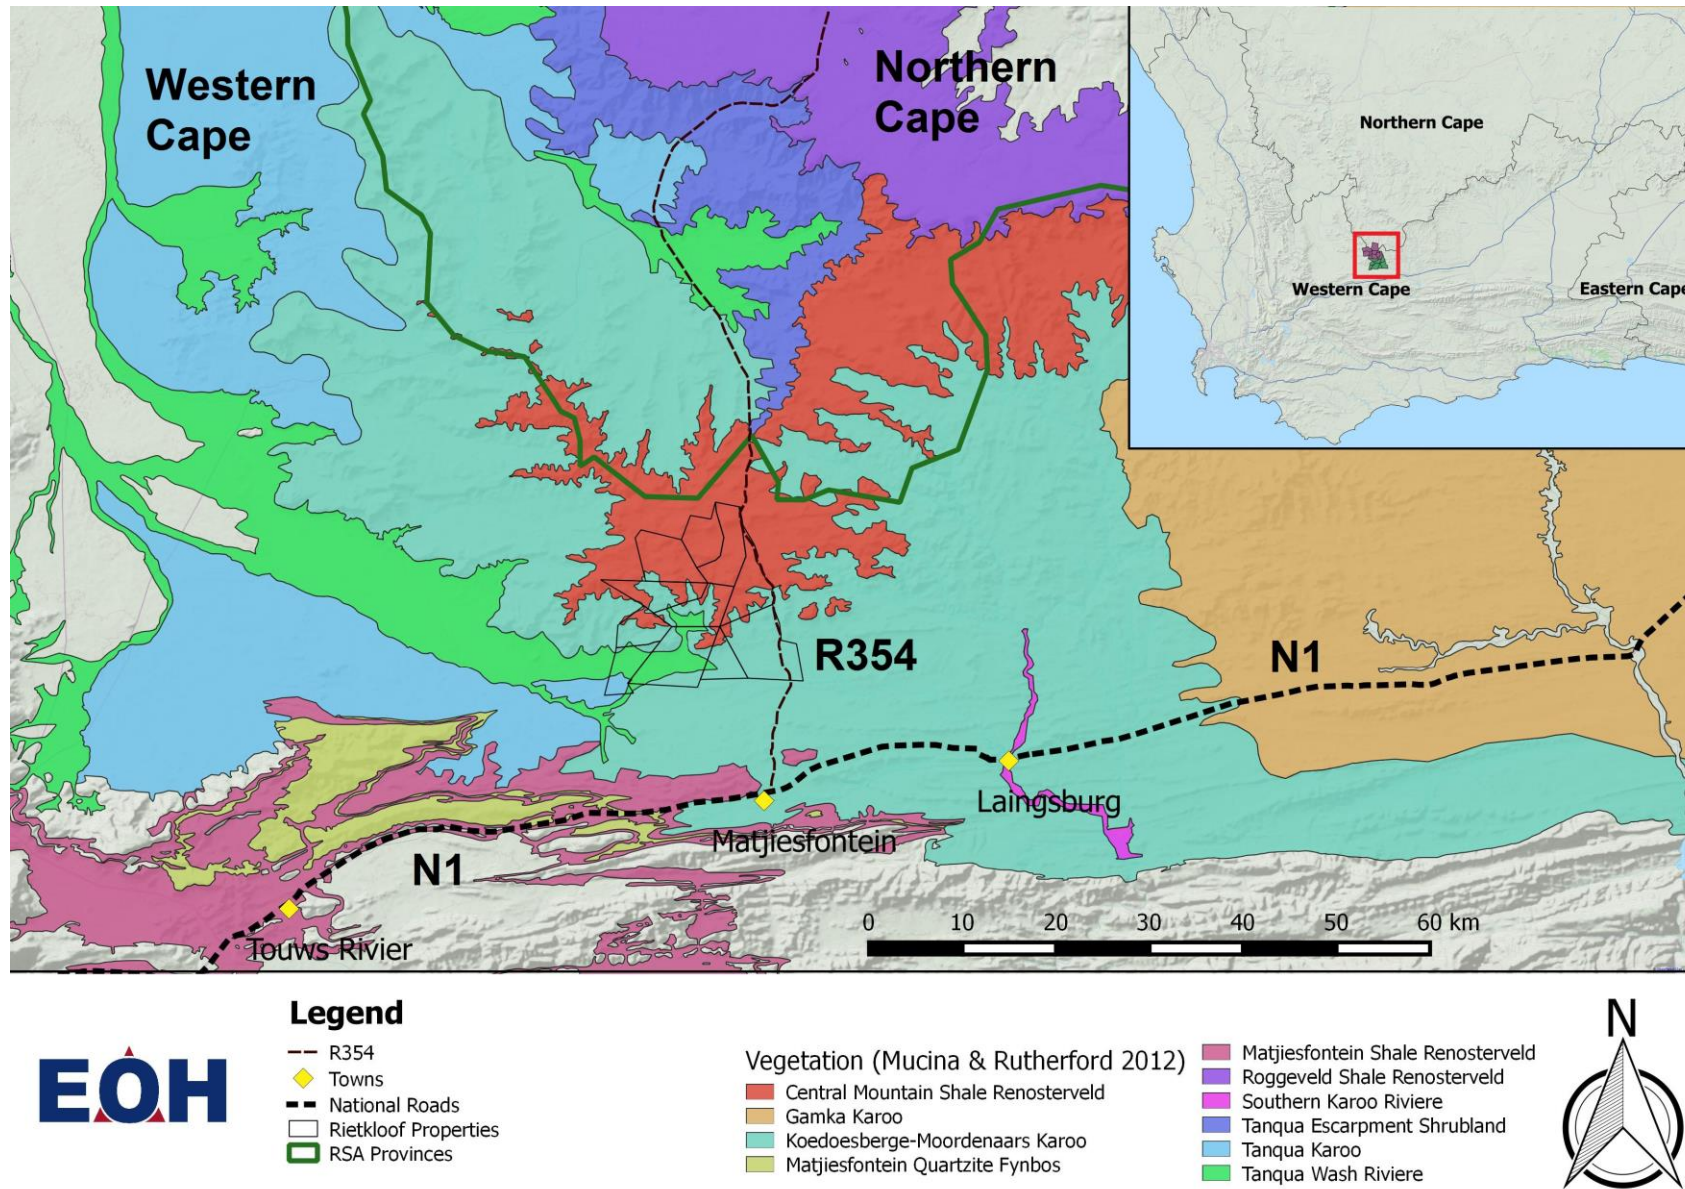 Western
Cape
Northern
Cape
Northern Cape
Western Cape
Eastern Cape
R354
N1
Laingsburg
Matjiesfontein
N1
Touws Rivier
0 10 20 30 40 50 60 km
Legend
R354
Towns
National Roads
Rietkloof Properties
RSA Provinces
EOH
Vegetation (Mucina & Rutherford 2012)
Central Mountain Shale Renosterveld
Gamka Karoo
Koedoesberge-Moordenaars Karoo
Matjiesfontein Quartzite Fynbos
Matjiesfontein Shale Renosterveld
Roggeveld Shale Renosterveld
Southern Karoo Riviere
Tanqua Escarpment Shrubland
Tanqua Karoo
Tanqua Wash Riviere
N